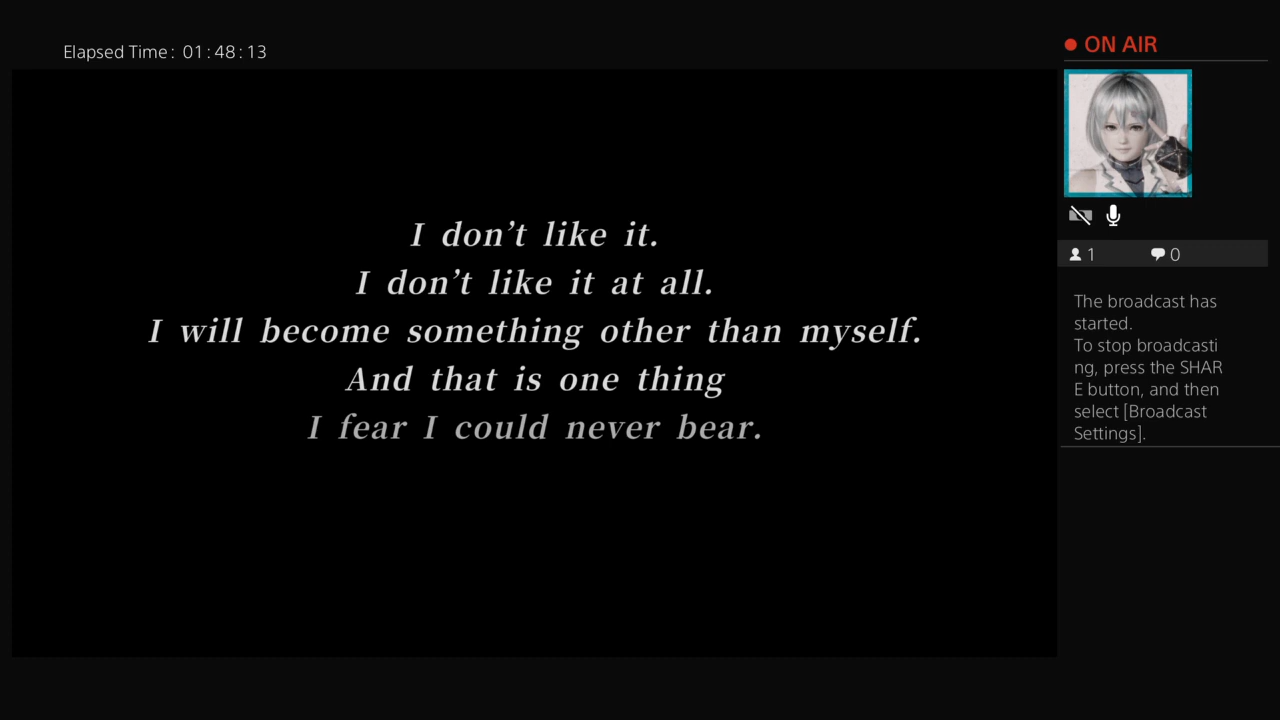 Elapsed Time: 01:48:13
ON AIR
I don't like it.
I don't like it at all.
I will become something other than myself.
And that is one thing
I fear I could never bear.
1 0
The broadcast has
started.
To stop broadcasti
ng, press the SHAR
E button, and then
select [Broadcast
Settings].